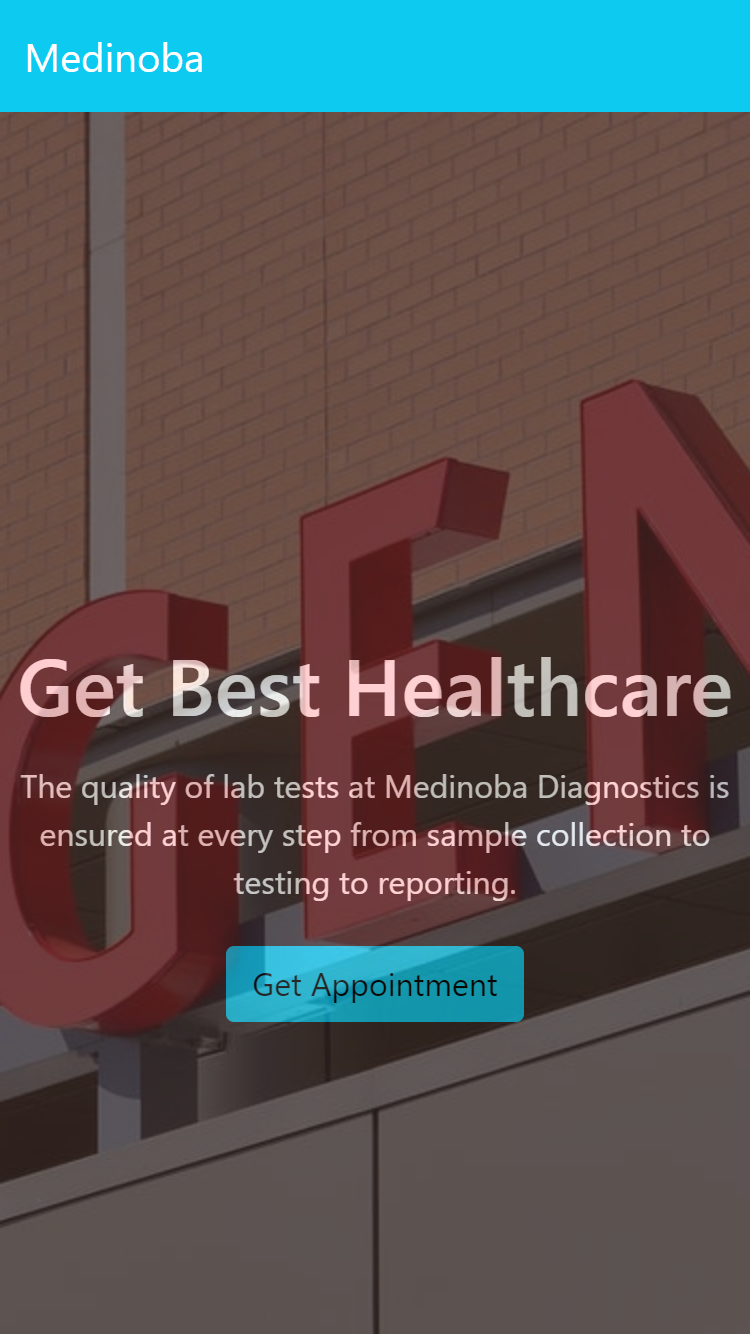 Medinoba
GEN
Get Best Healthcare
The quality of lab tests at Medinoba Diagnostics is
ensured at every step from sample collection to
testing to reporting.
Get Appointment